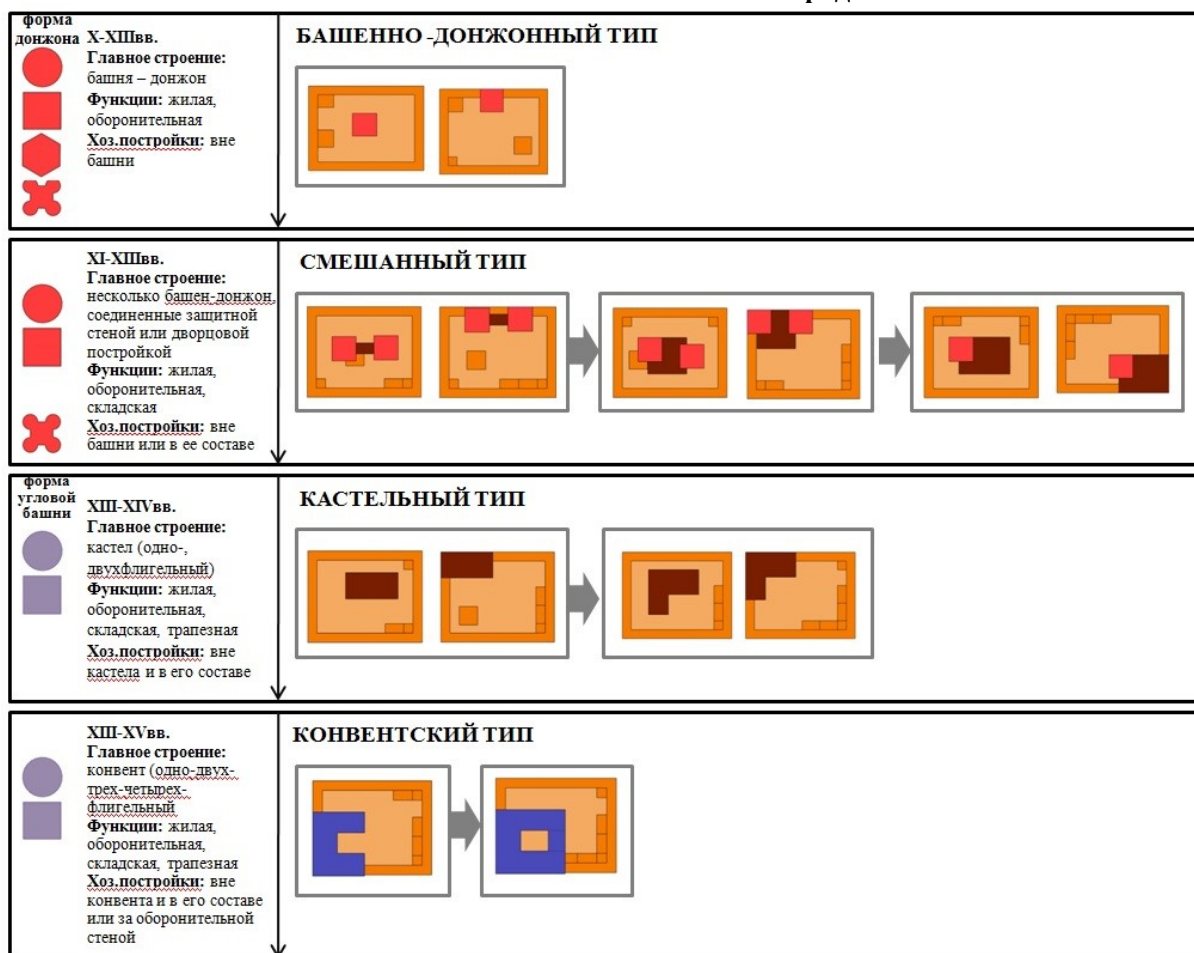 форма
донжона
X-XIIIвв.
Главное строение:
башня – донжон
Функции: жилая,
оборонительная
Хоз.постройки: вне
башни
БАШЕННО -ДОНЖОННЫЙ ТИП
XI-XIIIвв.
Главное строение:
несколько башен-донжон,
соединенные защитной
стеной или дворцовой
постройкой
Функции: жилая,
оборонительная,
складская
Хоз.постройки: вне
башни или в ее составе
СМЕШАННЫЙ ТИП
форма
угловой
башни
XIII-XIVвв.
Главное строение:
кастел (одно-,
двухфлигельный)
Функции: жилая,
оборонительная,
складская, трапезная
Хоз.постройки: вне
кастела и в его составе
КАСТЕЛЬНЫЙ ТИП
XIII-XVвв.
Главное строение:
конвент (одно-двух-
трех-четырех-
флигельный
Функции: жилая,
оборонительная,
складская, трапезная
Хоз.постройки: вне
конвента и в его составе
или за оборонительной
стеной
КОНВЕНТСКИЙ ТИП